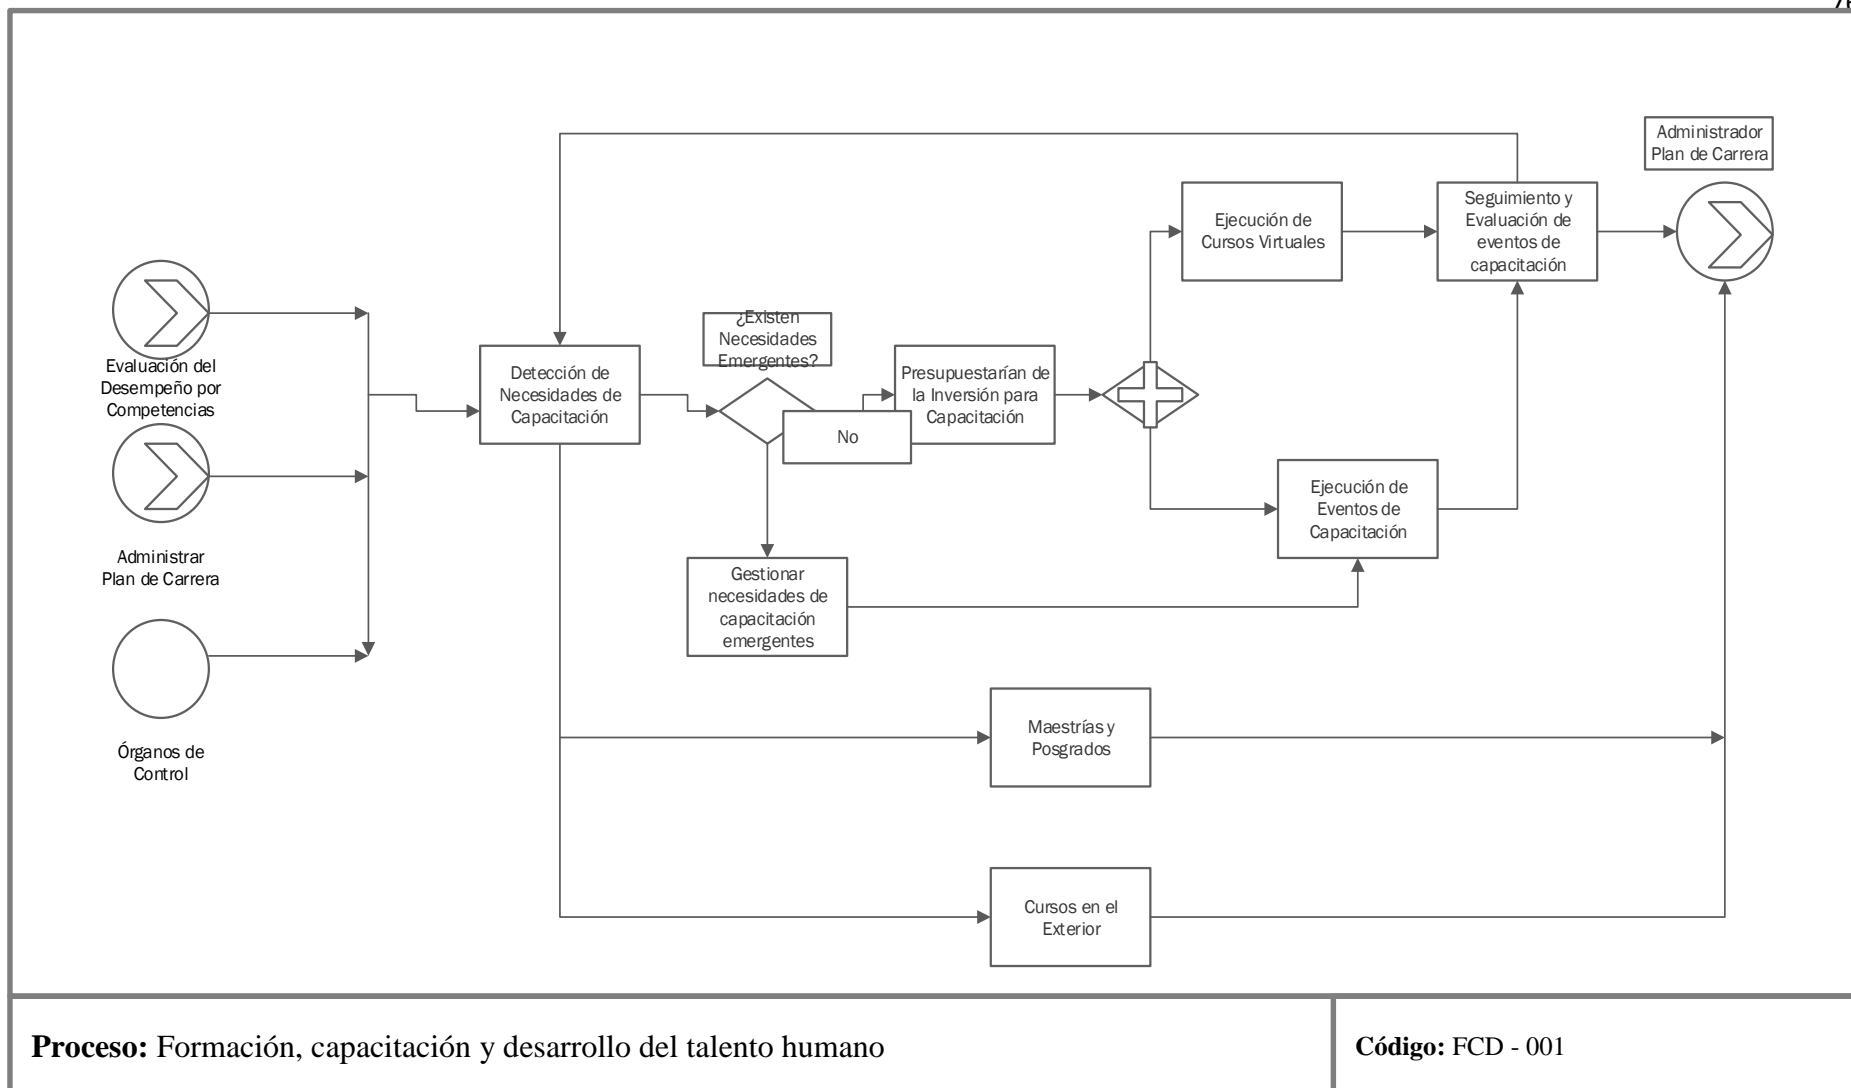 Administrador
Plan de Carrera
Seguimiento y
Evaluación de
eventos de
capacitación
Ejecución de
Cursos Virtuales
Evaluación del
Desempeño por
Competencias
¿Existen
Necesidades
Emergentes?
Detección de
Necesidades de
Capacitación
Presupuestarían de
la Inversión para
Capacitación
No
Ejecución de
Eventos de
Capacitación
Administrar
Plan de Carrera
Gestionar
necesidades de
capacitación
emergentes
Órganos de
Control
Maestrías y
Posgrados
Cursos en el
Exterior
Proceso: Formación, capacitación y desarrollo del talento humano
Código: FCD - 001